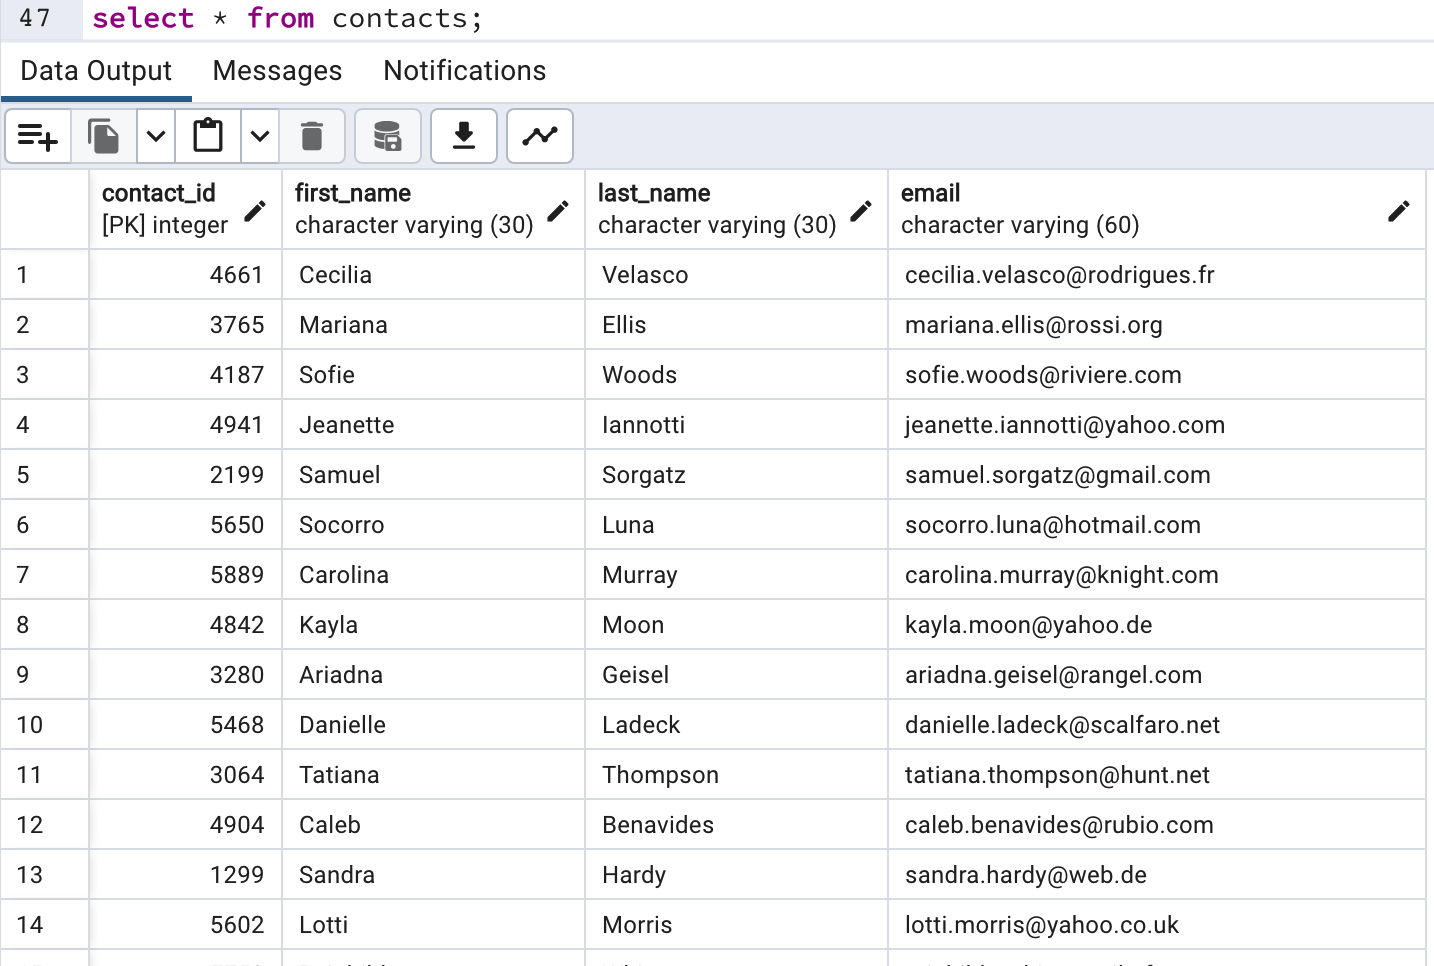 47 select * from contacts;
Data Output Messages Notifications
contact_id first_name last_name email
[PK] integer character varying (30) character varying (30) character varying (60)
1 4661 Cecilia Velasco cecilia.velasco@rodrigues.fr
2 3765 Mariana Ellis mariana.ellis@rossi.org
3 4187 Sofie Woods sofie.woods@riviere.com
4 4941 Jeanette Iannotti jeanette.iannotti@yahoo.com
5 2199 Samuel Sorgatz samuel.sorgatz@gmail.com
6 5650 Socorro Luna socorro.luna@hotmail.com
7 5889 Carolina Murray carolina.murray@knight.com
8 4842 Kayla Moon kayla.moon@yahoo.de
9 3280 Ariadna Geisel ariadna.geisel@rangel.com
10 5468 Danielle Ladeck danielle.ladeck@scalfaro.net
11 3064 Tatiana Thompson tatiana.thompson@hunt.net
12 4904 Caleb Benavides caleb.benavides@rubio.com
13 1299 Sandra Hardy sandra.hardy@web.de
14 5602 Lotti Morris lotti.morris@yahoo.co.uk